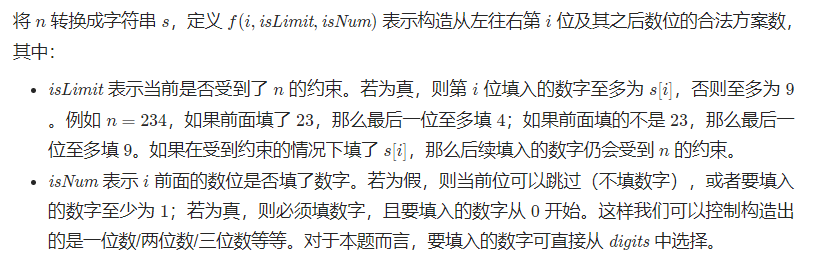 将 n 转换成字符串 s，定义 f(i, isLimit, isNum) 表示构造从左往右第 i 位及其之后数位的合法方案数，
其中：
• isLimit 表示当前是否受到了 n 的约束。若为真，则第 i 位填入的数字至多为 s[i]，否则至多为 9
。例如 n = 234，如果前面填了 23，那么最后一位至多填 4；如果前面填的不是 23，那么最后一
位至多填 9。如果在受到约束的情况下填了 s[i]，那么后续填入的数字仍会受到 n 的约束。
• isNum 表示 i 前面的数位是否填了数字。若为假，则当前位可以跳过（不填数字），或者要填入
的数字至少为 1；若为真，则必须填数字，且要填入的数字从 0 开始。这样我们可以控制构造出
的是一位数/两位数/三位数等等。对于本题而言，要填入的数字可直接从 digits 中选择。